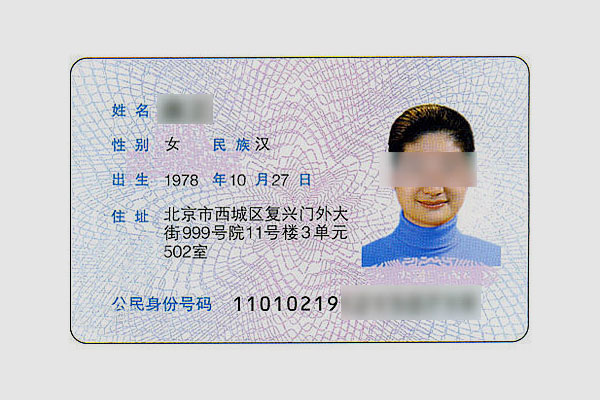 姓名
性别 女 民族 汉
出生 1978 年 10 月 27 日
住址 北京市西城区复兴门外大
街999号院11号楼3单元
502室
公民身份号码 11010219